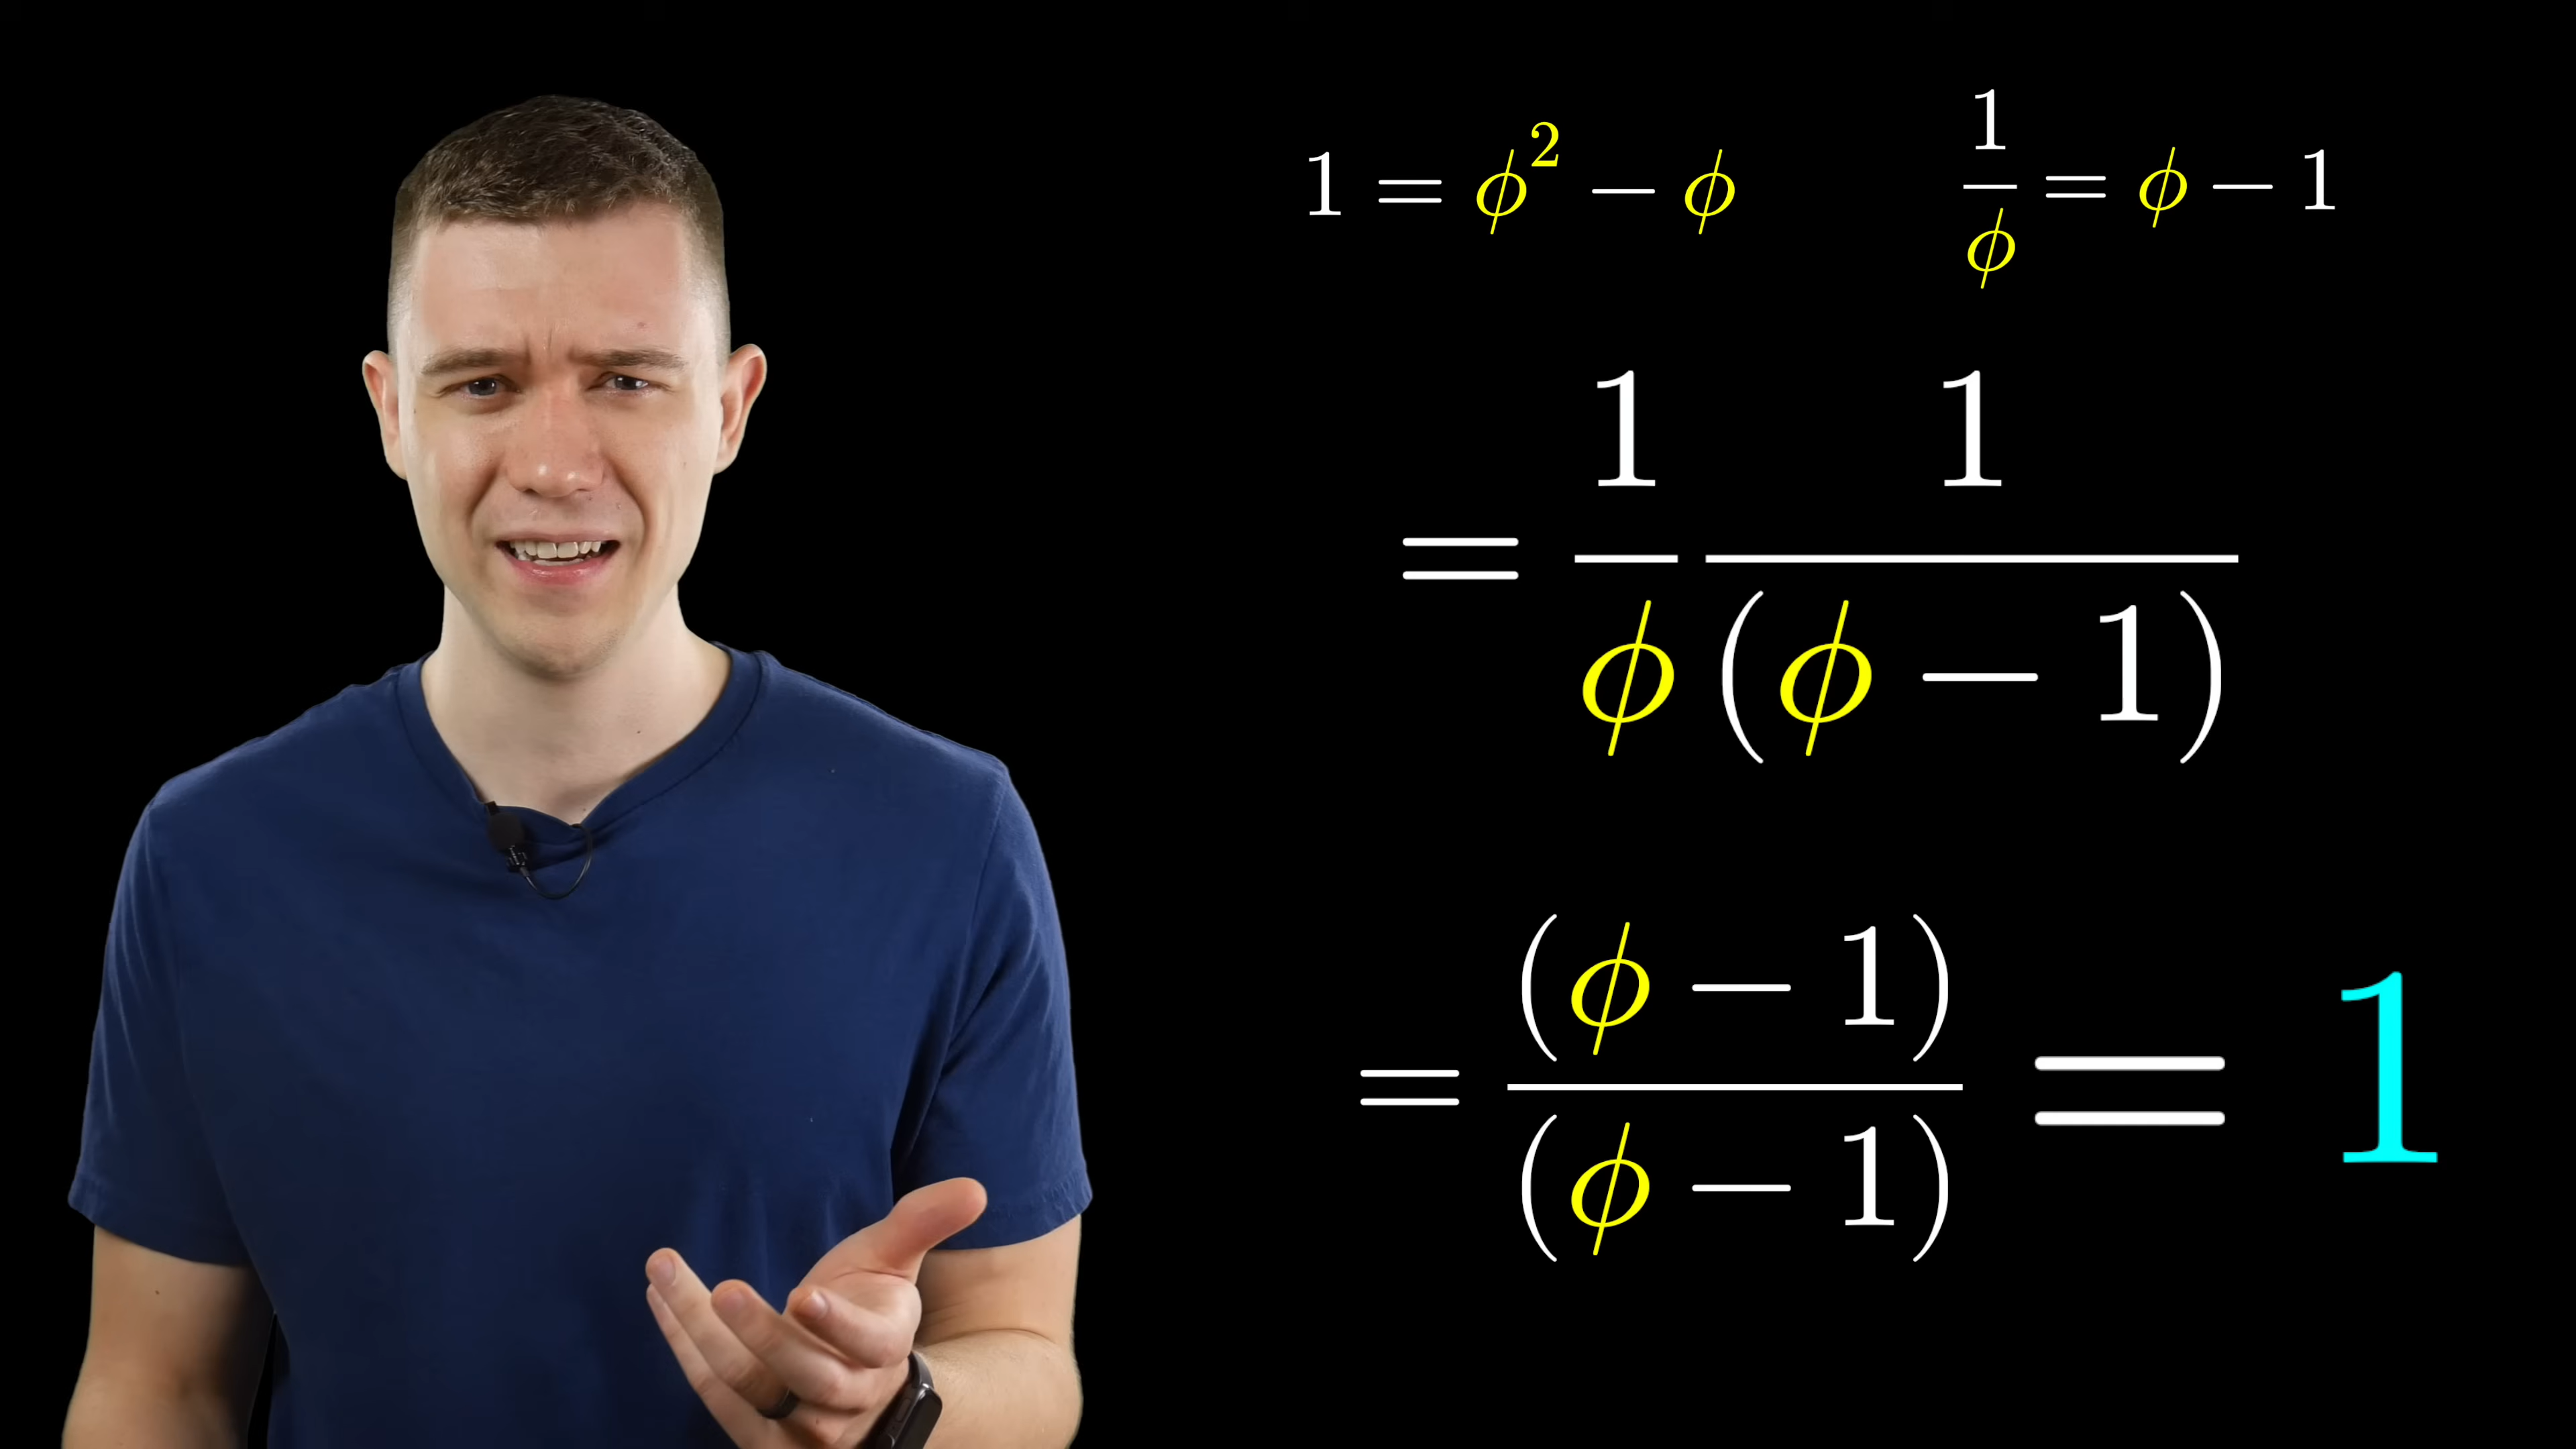 1 = ϕ² − ϕ
1/ϕ = ϕ − 1
= 1/ϕ 1/(ϕ − 1)
= (ϕ − 1)/(ϕ − 1) = 1